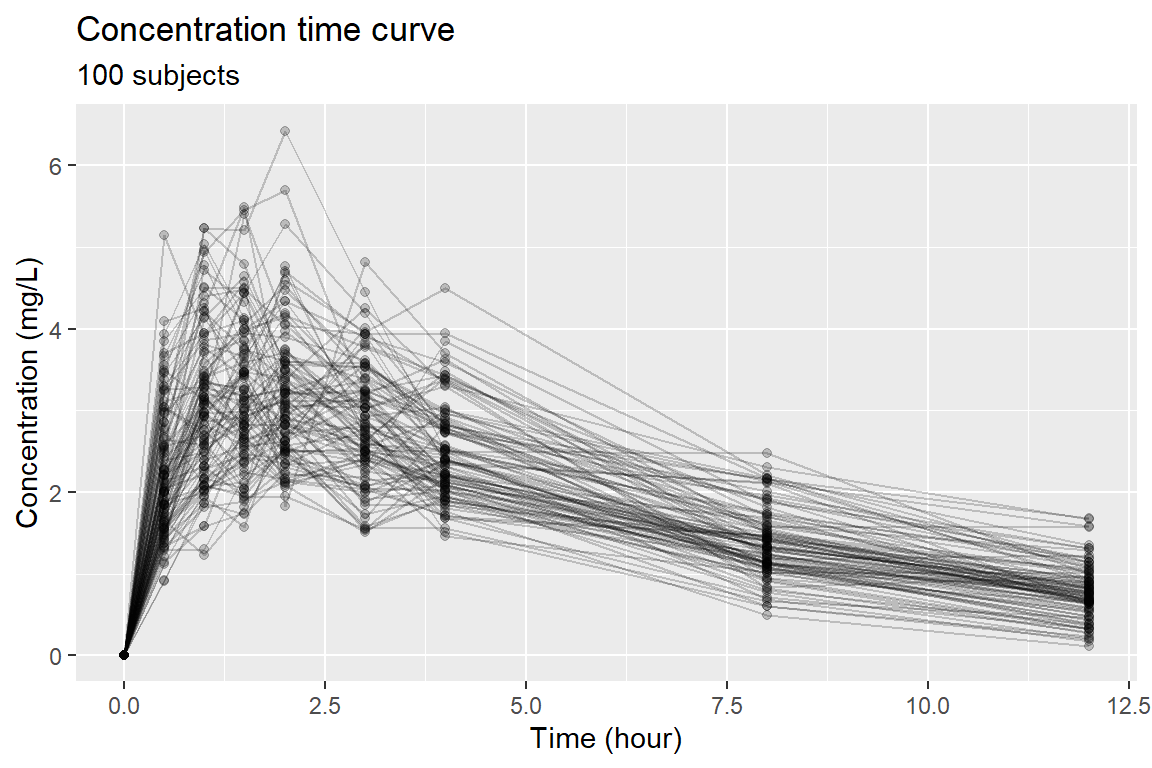 Concentration time curve
100 subjects
Concentration (mg/L)
6
4
2
0
0.0 2.5 5.0 7.5 10.0 12.5
Time (hour)